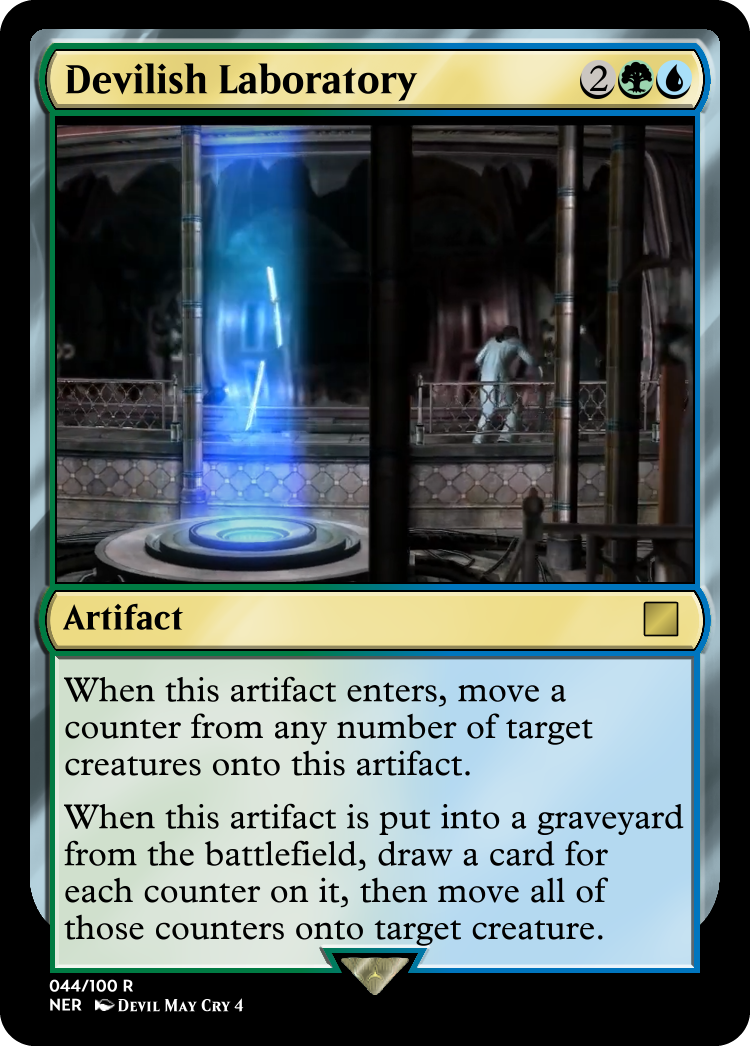 Devilish Laboratory 2
Artifact
When this artifact enters, move a
counter from any number of target
creatures onto this artifact.
When this artifact is put into a graveyard
from the battlefield, draw a card for
each counter on it, then move all of
those counters onto target creature.
044/100 R
NER DEVIL MAY CRY 4